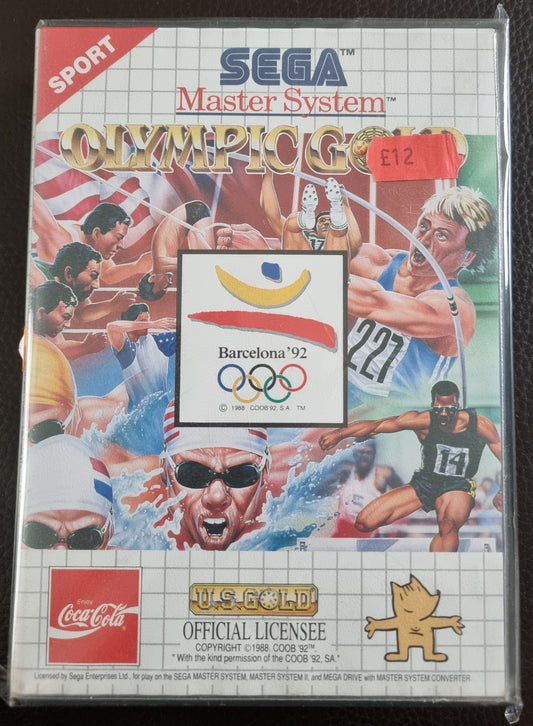 SPORT
SEGA™
Master System™
OLYMPIC GOLD
£12
227
14
Barcelona '92
© 1988 COOB '92, S.A. TM
Enjoy
Coca-Cola
U.S. GOLD
OFFICIAL LICENSEE
COPYRIGHT ©1988. COOB '92™.
" With the kind permission of the COOB '92, SA."
Licensed by Sega Enterprises Ltd., for play on the SEGA MASTER SYSTEM, MASTER SYSTEM II, and MEGA DRIVE with MASTER SYSTEM CONVERTER.